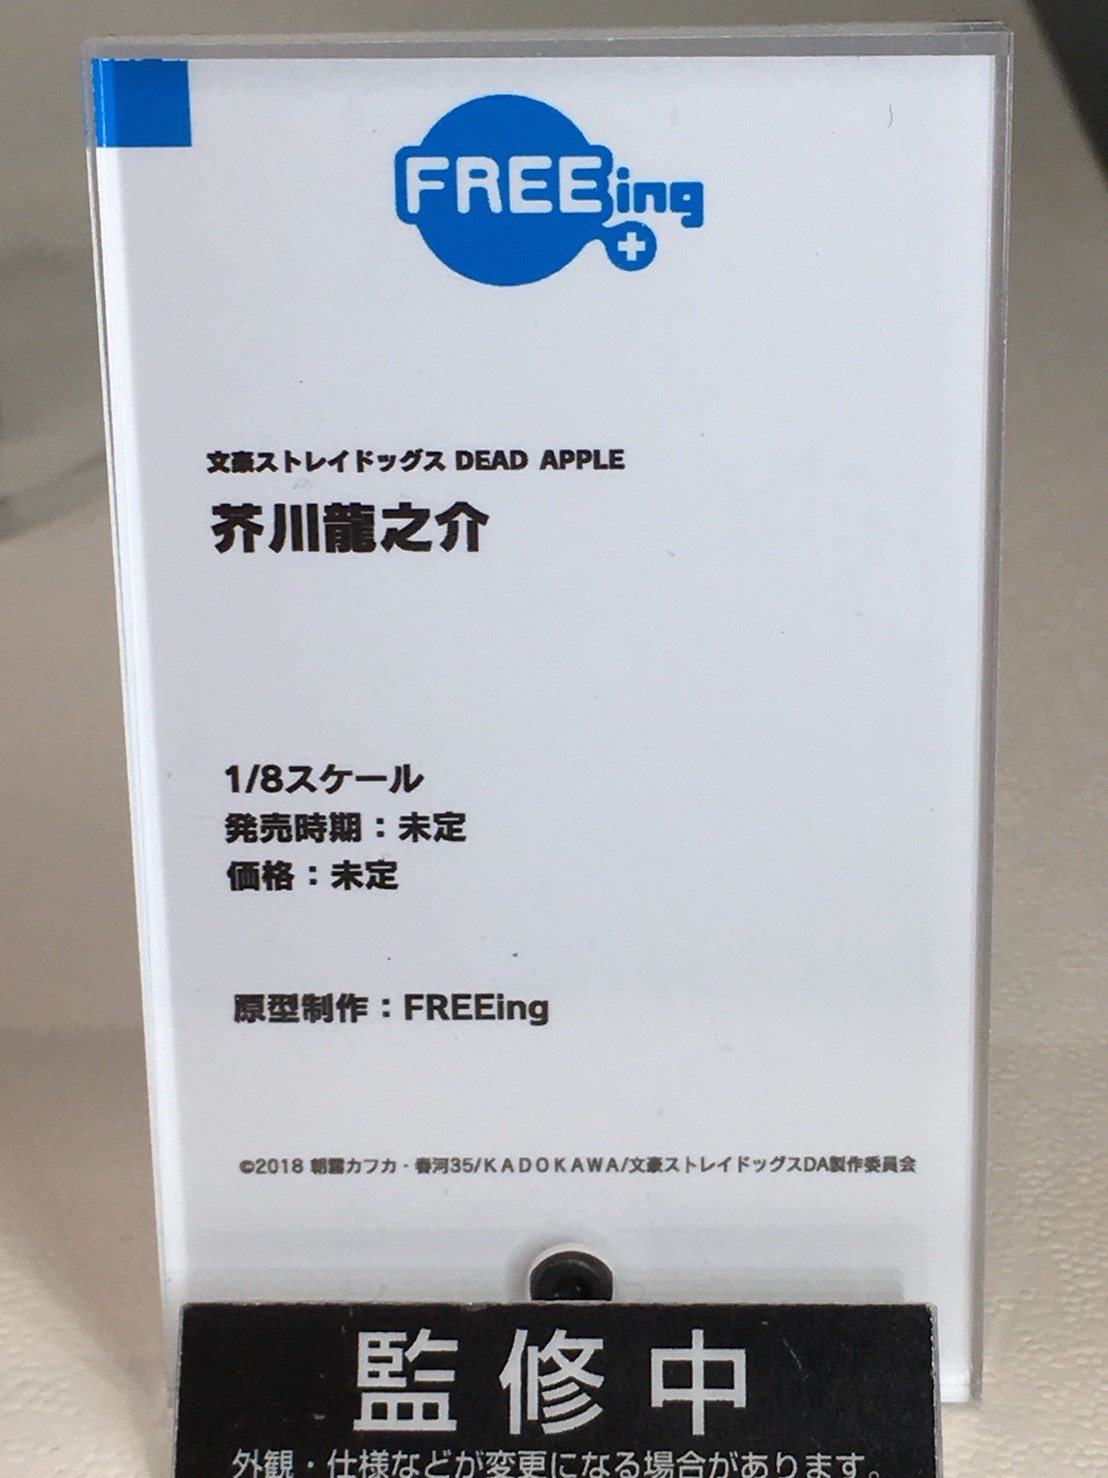 FREEing
文豪ストレイドッグス DEAD APPLE
芥川龍之介
1/8スケール
発売時期：未定
価格：未定
原型制作：FREEing
©2018 朝霧カフカ・春河35/KADOKAWA/文豪ストレイドッグスDA製作委員会
監修中
外観・仕様などが変更になる場合があります。